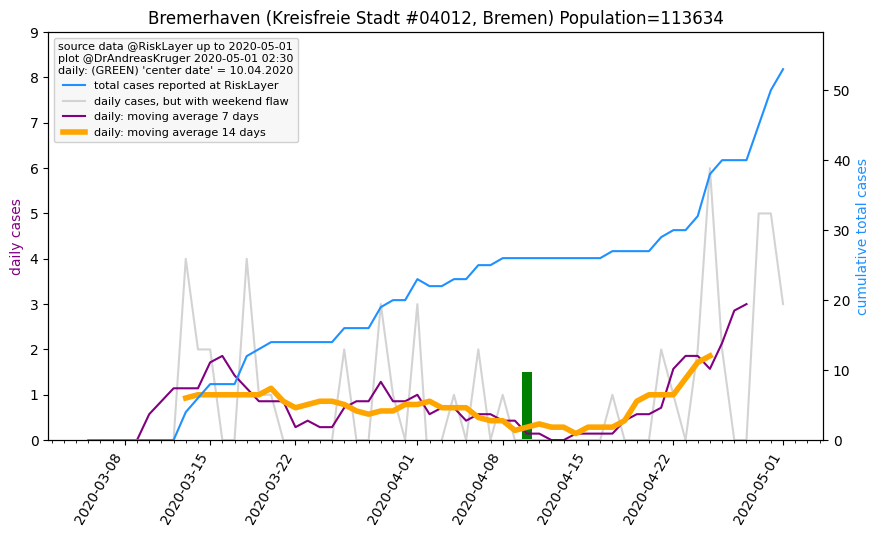 Bremerhaven (Kreisfreie Stadt #04012, Bremen) Population=113634
source data @RiskLayer up to 2020-05-01
plot @DrAndreasKruger 2020-05-01 02:30
daily: (GREEN) 'center date' = 10.04.2020
total cases reported at RiskLayer
daily cases, but with weekend flaw
daily: moving average 7 days
daily: moving average 14 days
daily cases
9
8
7
6
5
4
3
2
1
0
cumulative total cases
50
40
30
20
10
0
2020-03-08
2020-03-15
2020-03-22
2020-04-01
2020-04-08
2020-04-15
2020-04-22
2020-05-01